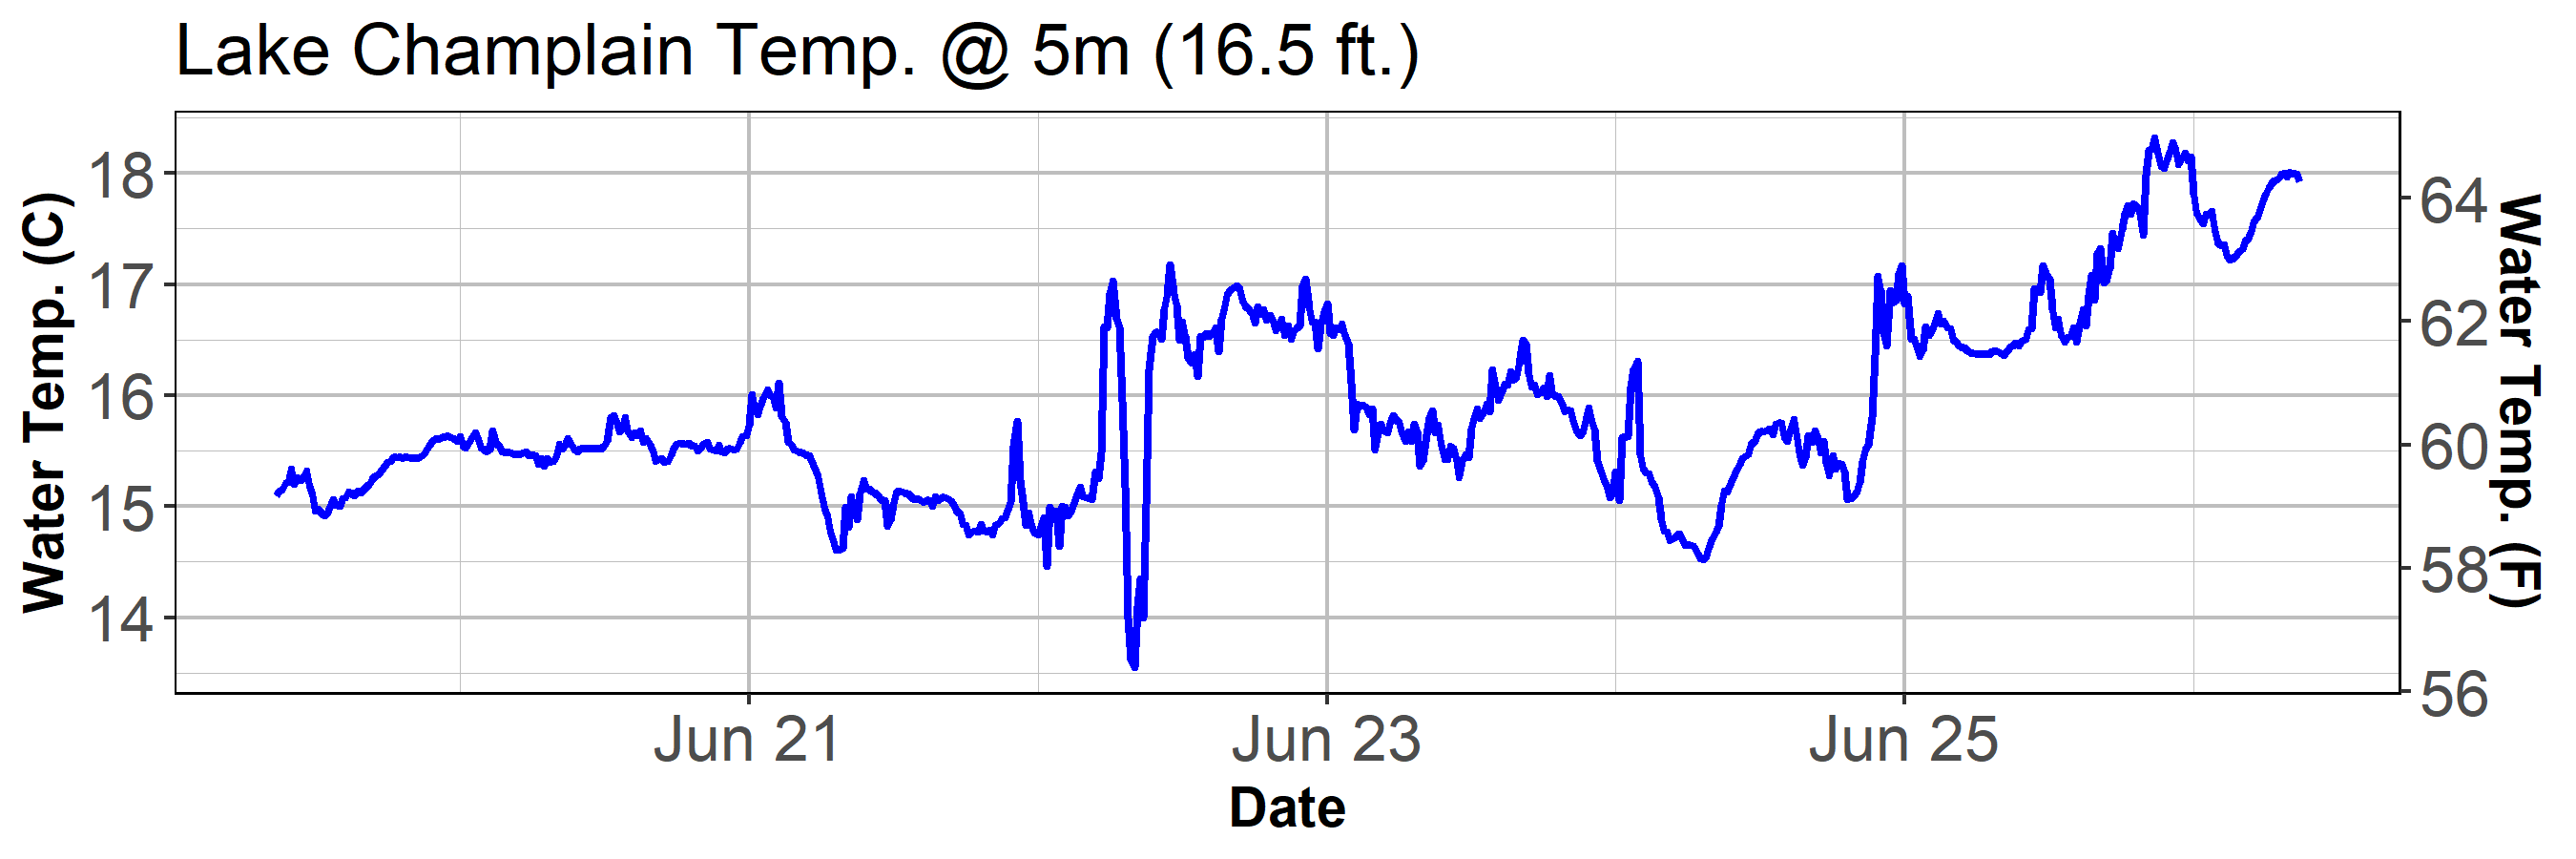 Lake Champlain Temp. @ 5m (16.5 ft.)
Water Temp. (C)
18
17
16
15
14
64
62
60
58
56
Water Temp. (F)
Jun 21
Jun 23
Jun 25
Date